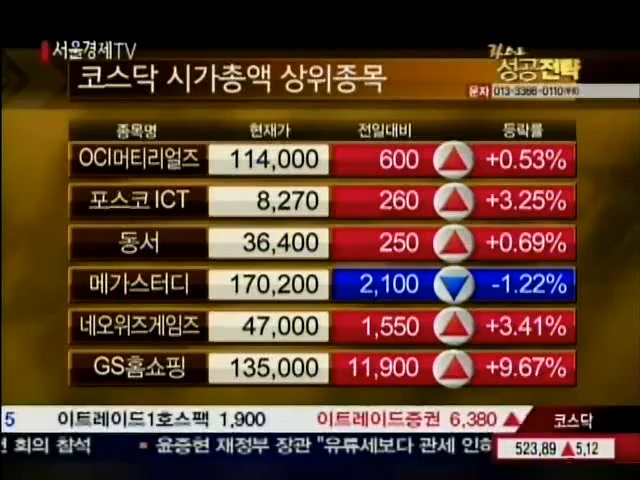 서울경제TV
성공전략
코스닥 시가총액 상위종목
문자 013-3366-0110
종목명 현재가 전일대비 등락률
OCI머티리얼즈 114,000 600 ▲ +0.53%
포스코 ICT 8,270 260 ▲ +3.25%
동서 36,400 250 ▲ +0.69%
메가스터디 170,200 2,100 ▼ -1.22%
네오위즈게임즈 47,000 1,550 ▲ +3.41%
GS홈쇼핑 135,000 11,900 ▲ +9.67%
5 이트레이드1호스팩 1,900 이트레이드증권 6,380 ▲ 코스닥
회의 참석 ▪ 윤증현 재정부 장관 "유류세보다 관세 인하 523.89 ▲5.12